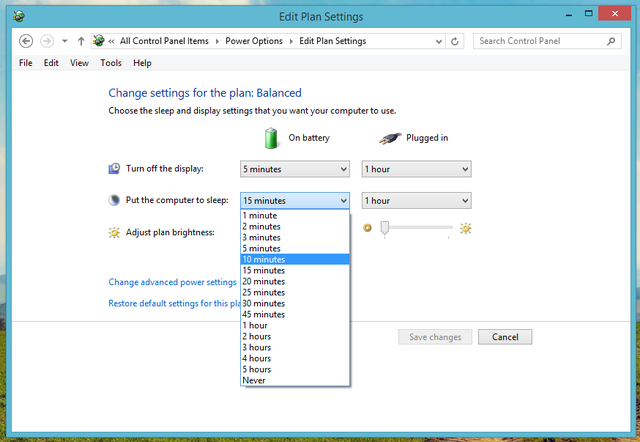 Edit Plan Settings
« All Control Panel Items › Power Options › Edit Plan Settings
Search Control Panel
File Edit View Tools Help
Change settings for the plan: Balanced
Choose the sleep and display settings that you want your computer to use.
On battery Plugged in
Turn off the display: 5 minutes 1 hour
Put the computer to sleep: 15 minutes 1 hour
1 minute
2 minutes
3 minutes
Adjust plan brightness:
5 minutes
10 minutes
15 minutes
Change advanced power settings
20 minutes
25 minutes
Restore default settings for this pla
30 minutes
45 minutes
1 hour
2 hours
3 hours
4 hours
5 hours
Never
Save changes Cancel